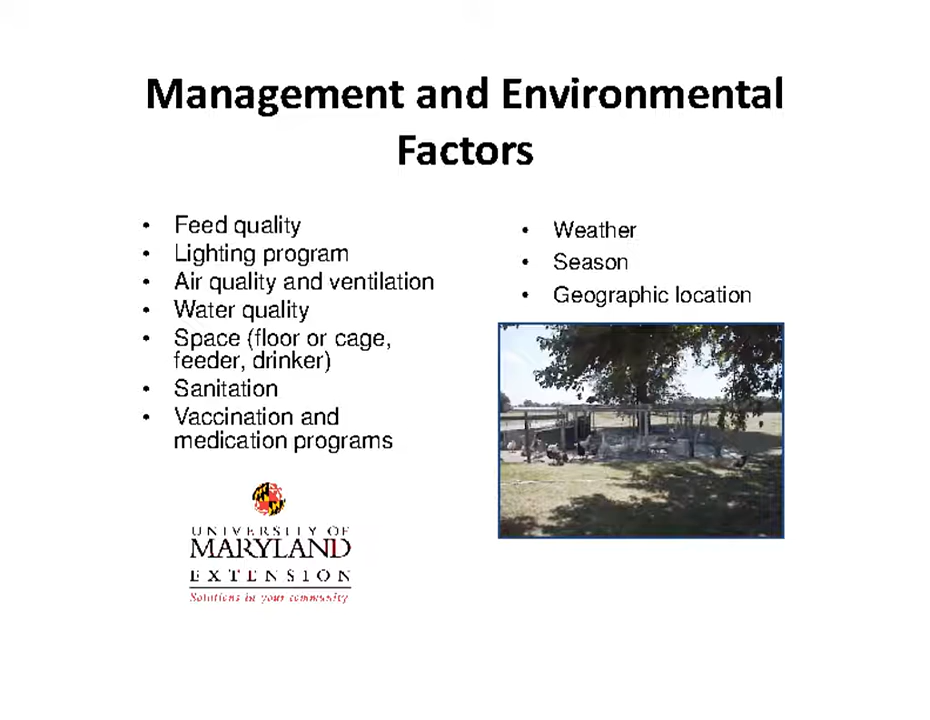 Management and Environmental
Factors
• Feed quality
• Lighting program
• Air quality and ventilation
• Water quality
• Space (floor or cage,
feeder, drinker)
• Sanitation
• Vaccination and
medication programs
• Weather
• Season
• Geographic location
UNIVERSITY OF
MARYLAND
EXTENSION
Solutions in your community